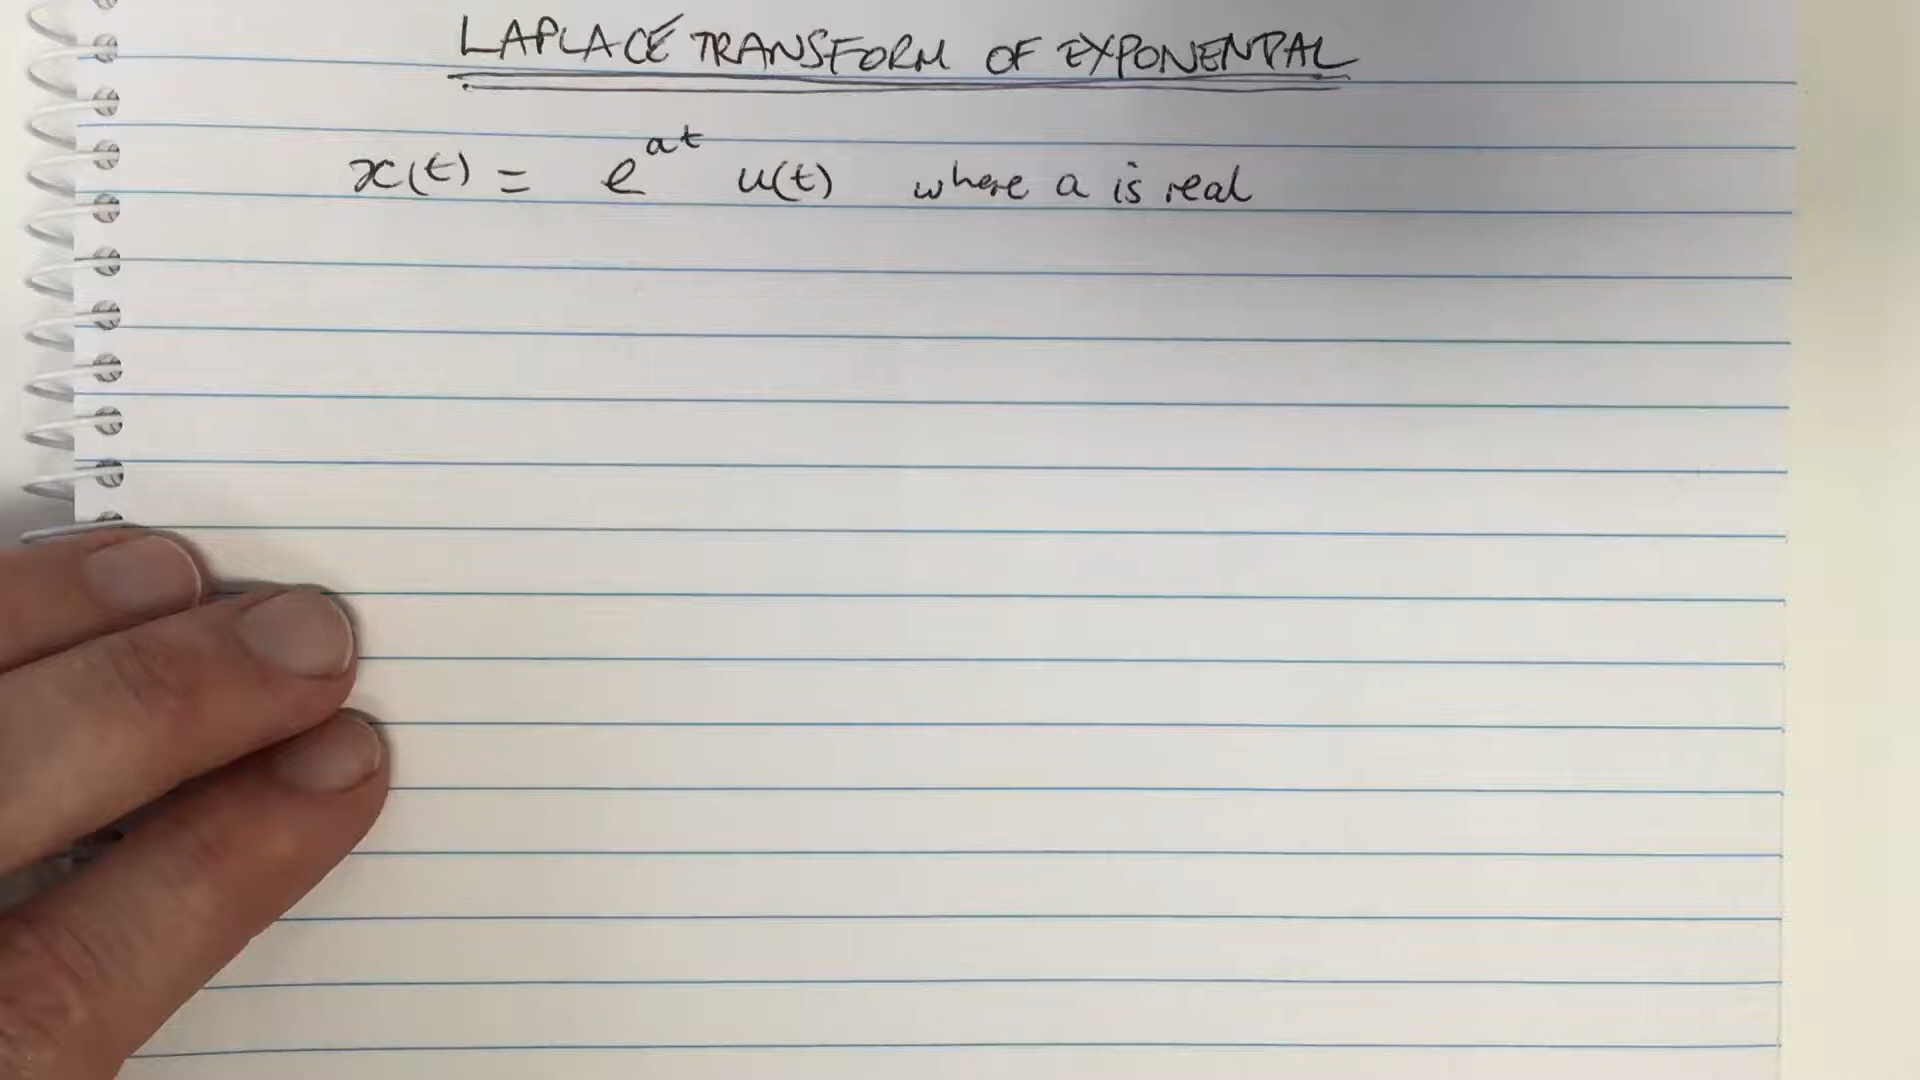 LAPLACE TRANSFORM OF EXPONENTIAL
x(t) = e^{at} u(t) where a is real